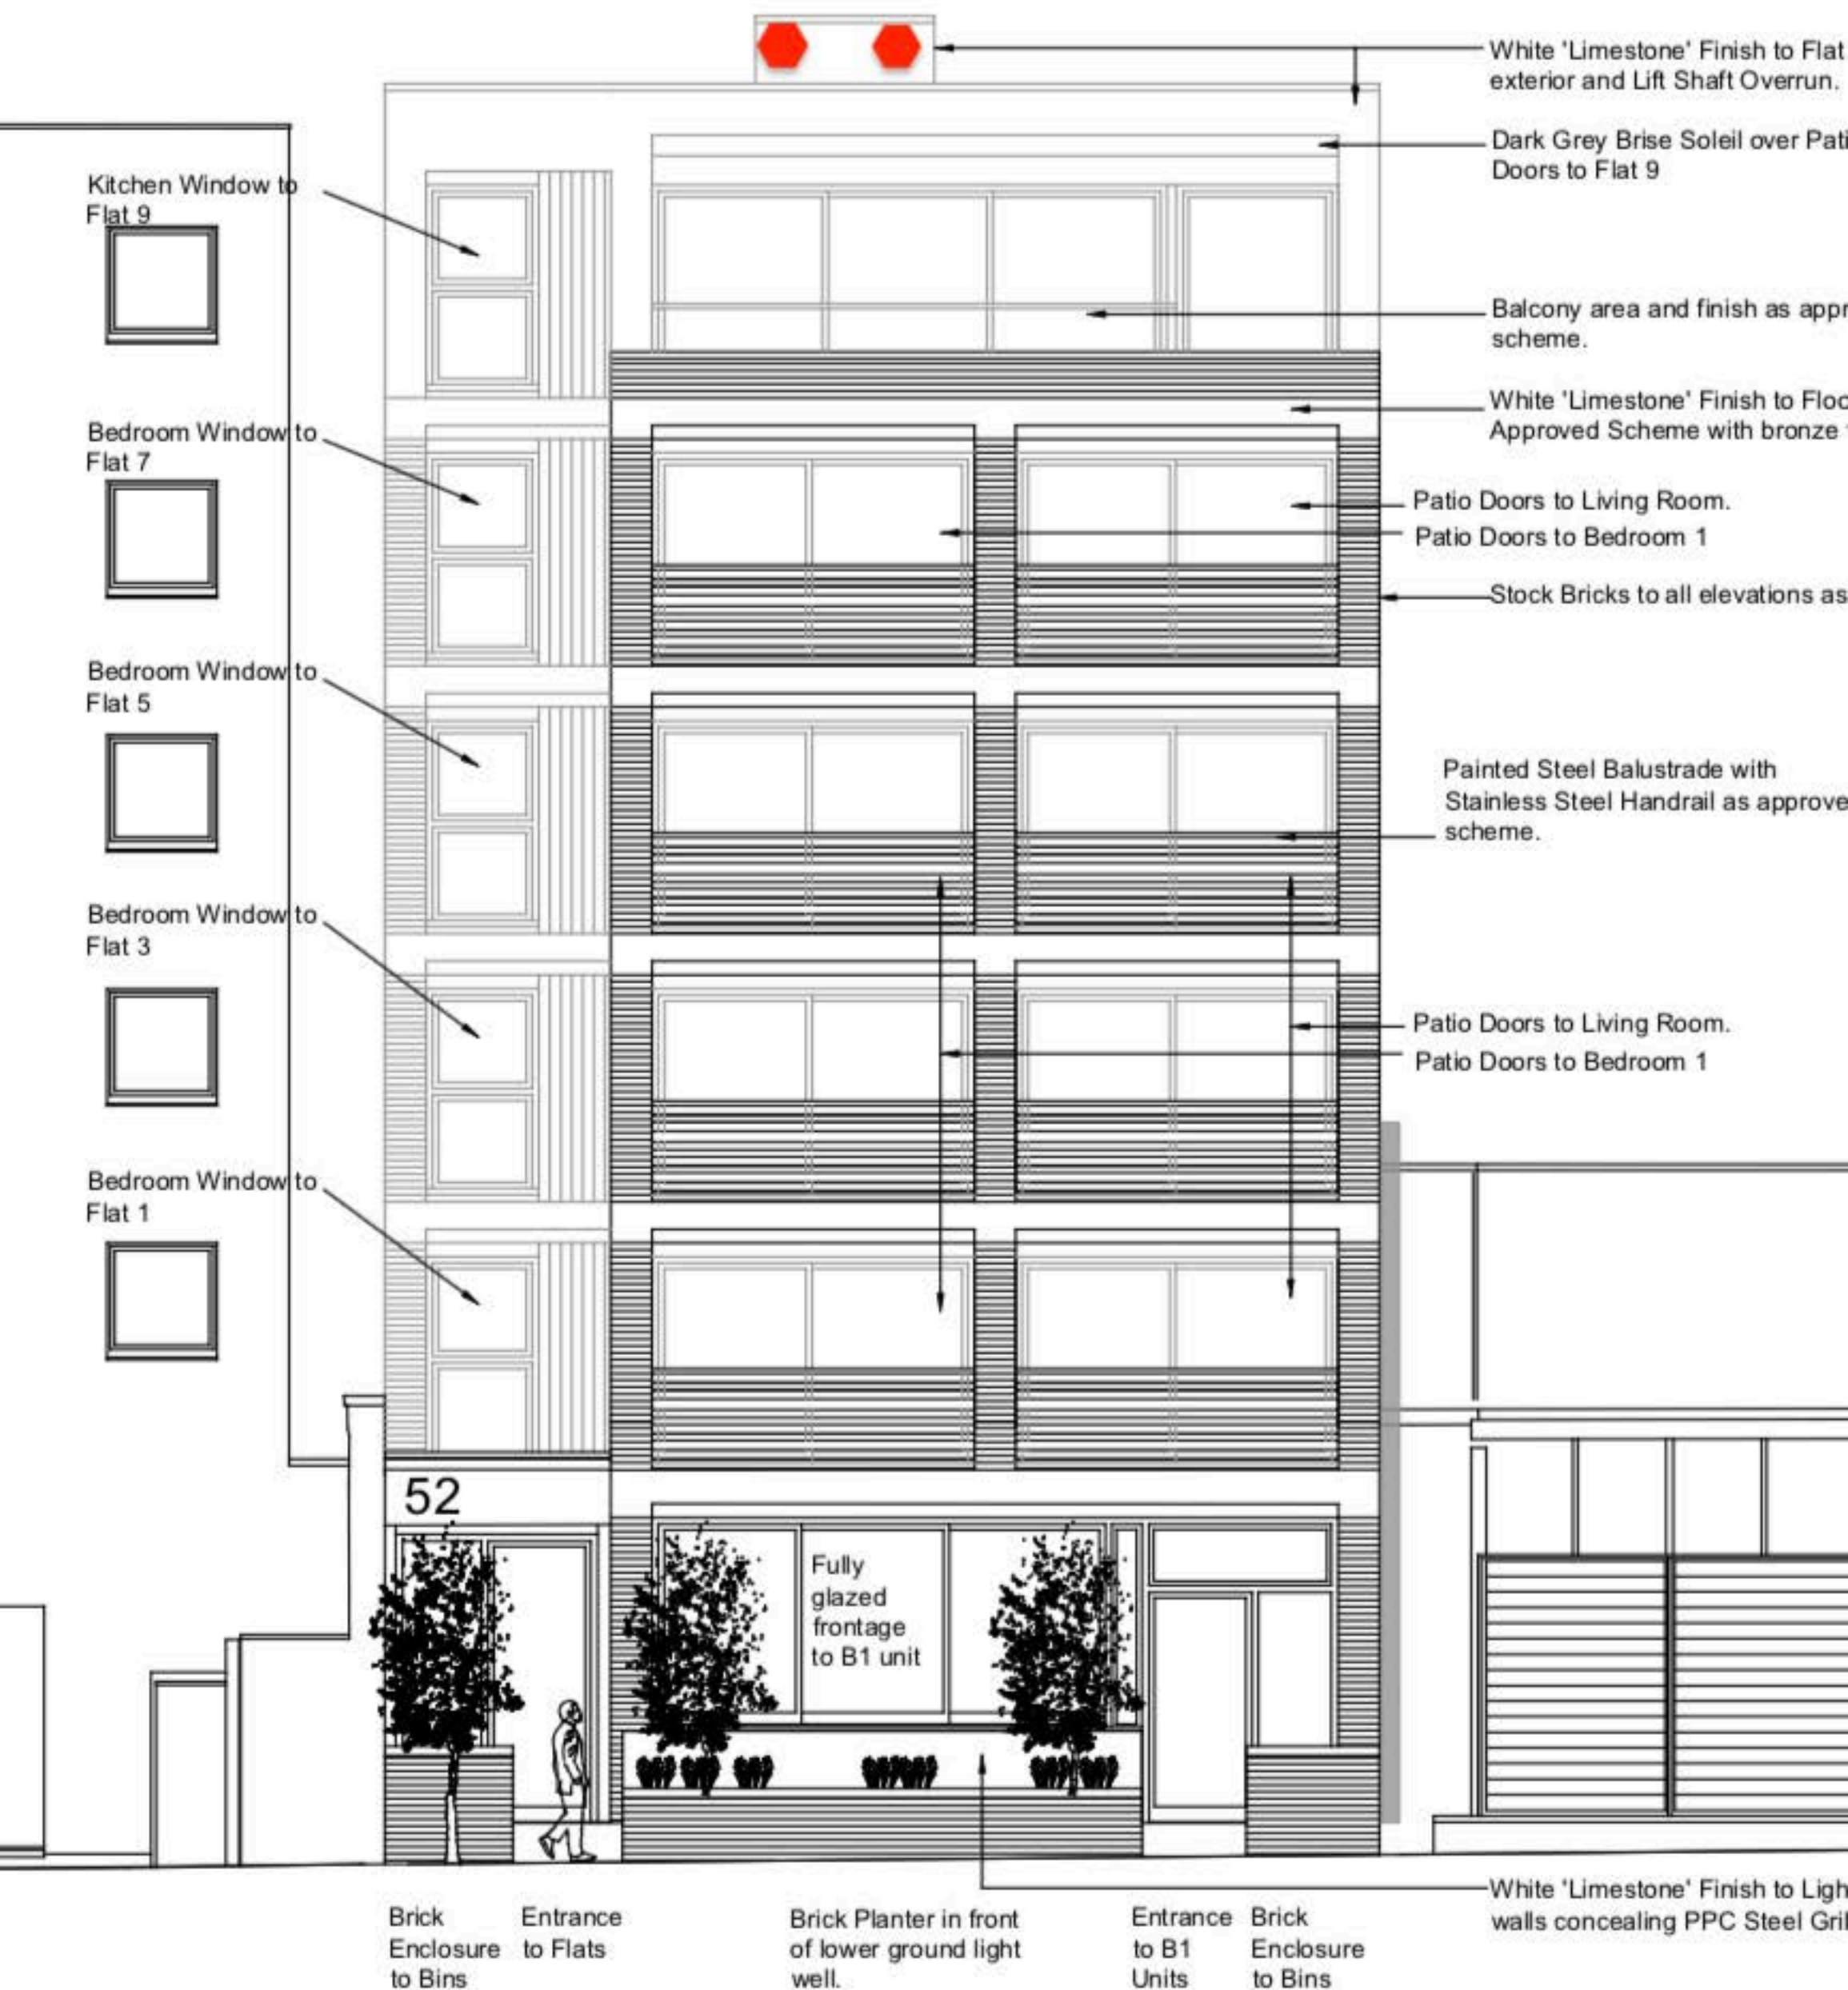 White 'Limestone' Finish to Flat
exterior and Lift Shaft Overrun.
Dark Grey Brise Soleil over
Doors to Flat 9
Kitchen Window to
Flat 9
Balcony area and finish as
scheme.
White 'Limestone' Finish to
Approved Scheme with bronze
Bedroom Window to
Flat 7
Patio Doors to Living Room.
Patio Doors to Bedroom 1
Stock Bricks to all elevations as
Bedroom Window to
Flat 5
Painted Steel Balustrade with
Stainless Steel Handrail as
scheme.
Bedroom Window to
Flat 3
Patio Doors to Living Room.
Patio Doors to Bedroom 1
Bedroom Window to
Flat 1
52
Fully
glazed
frontage
to B1 unit
White 'Limestone' Finish to
walls concealing PPC Steel
Brick
Enclosure
to Bins
Entrance
to Flats
Brick Planter in front
of lower ground light
well.
Entrance
to B1
Units
Brick
Enclosure
to Bins